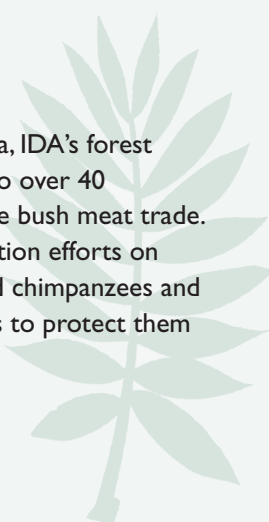 a, IDA’s forest
o over 40
e bush meat trade.
tion efforts on
l chimpanzees and
s to protect them